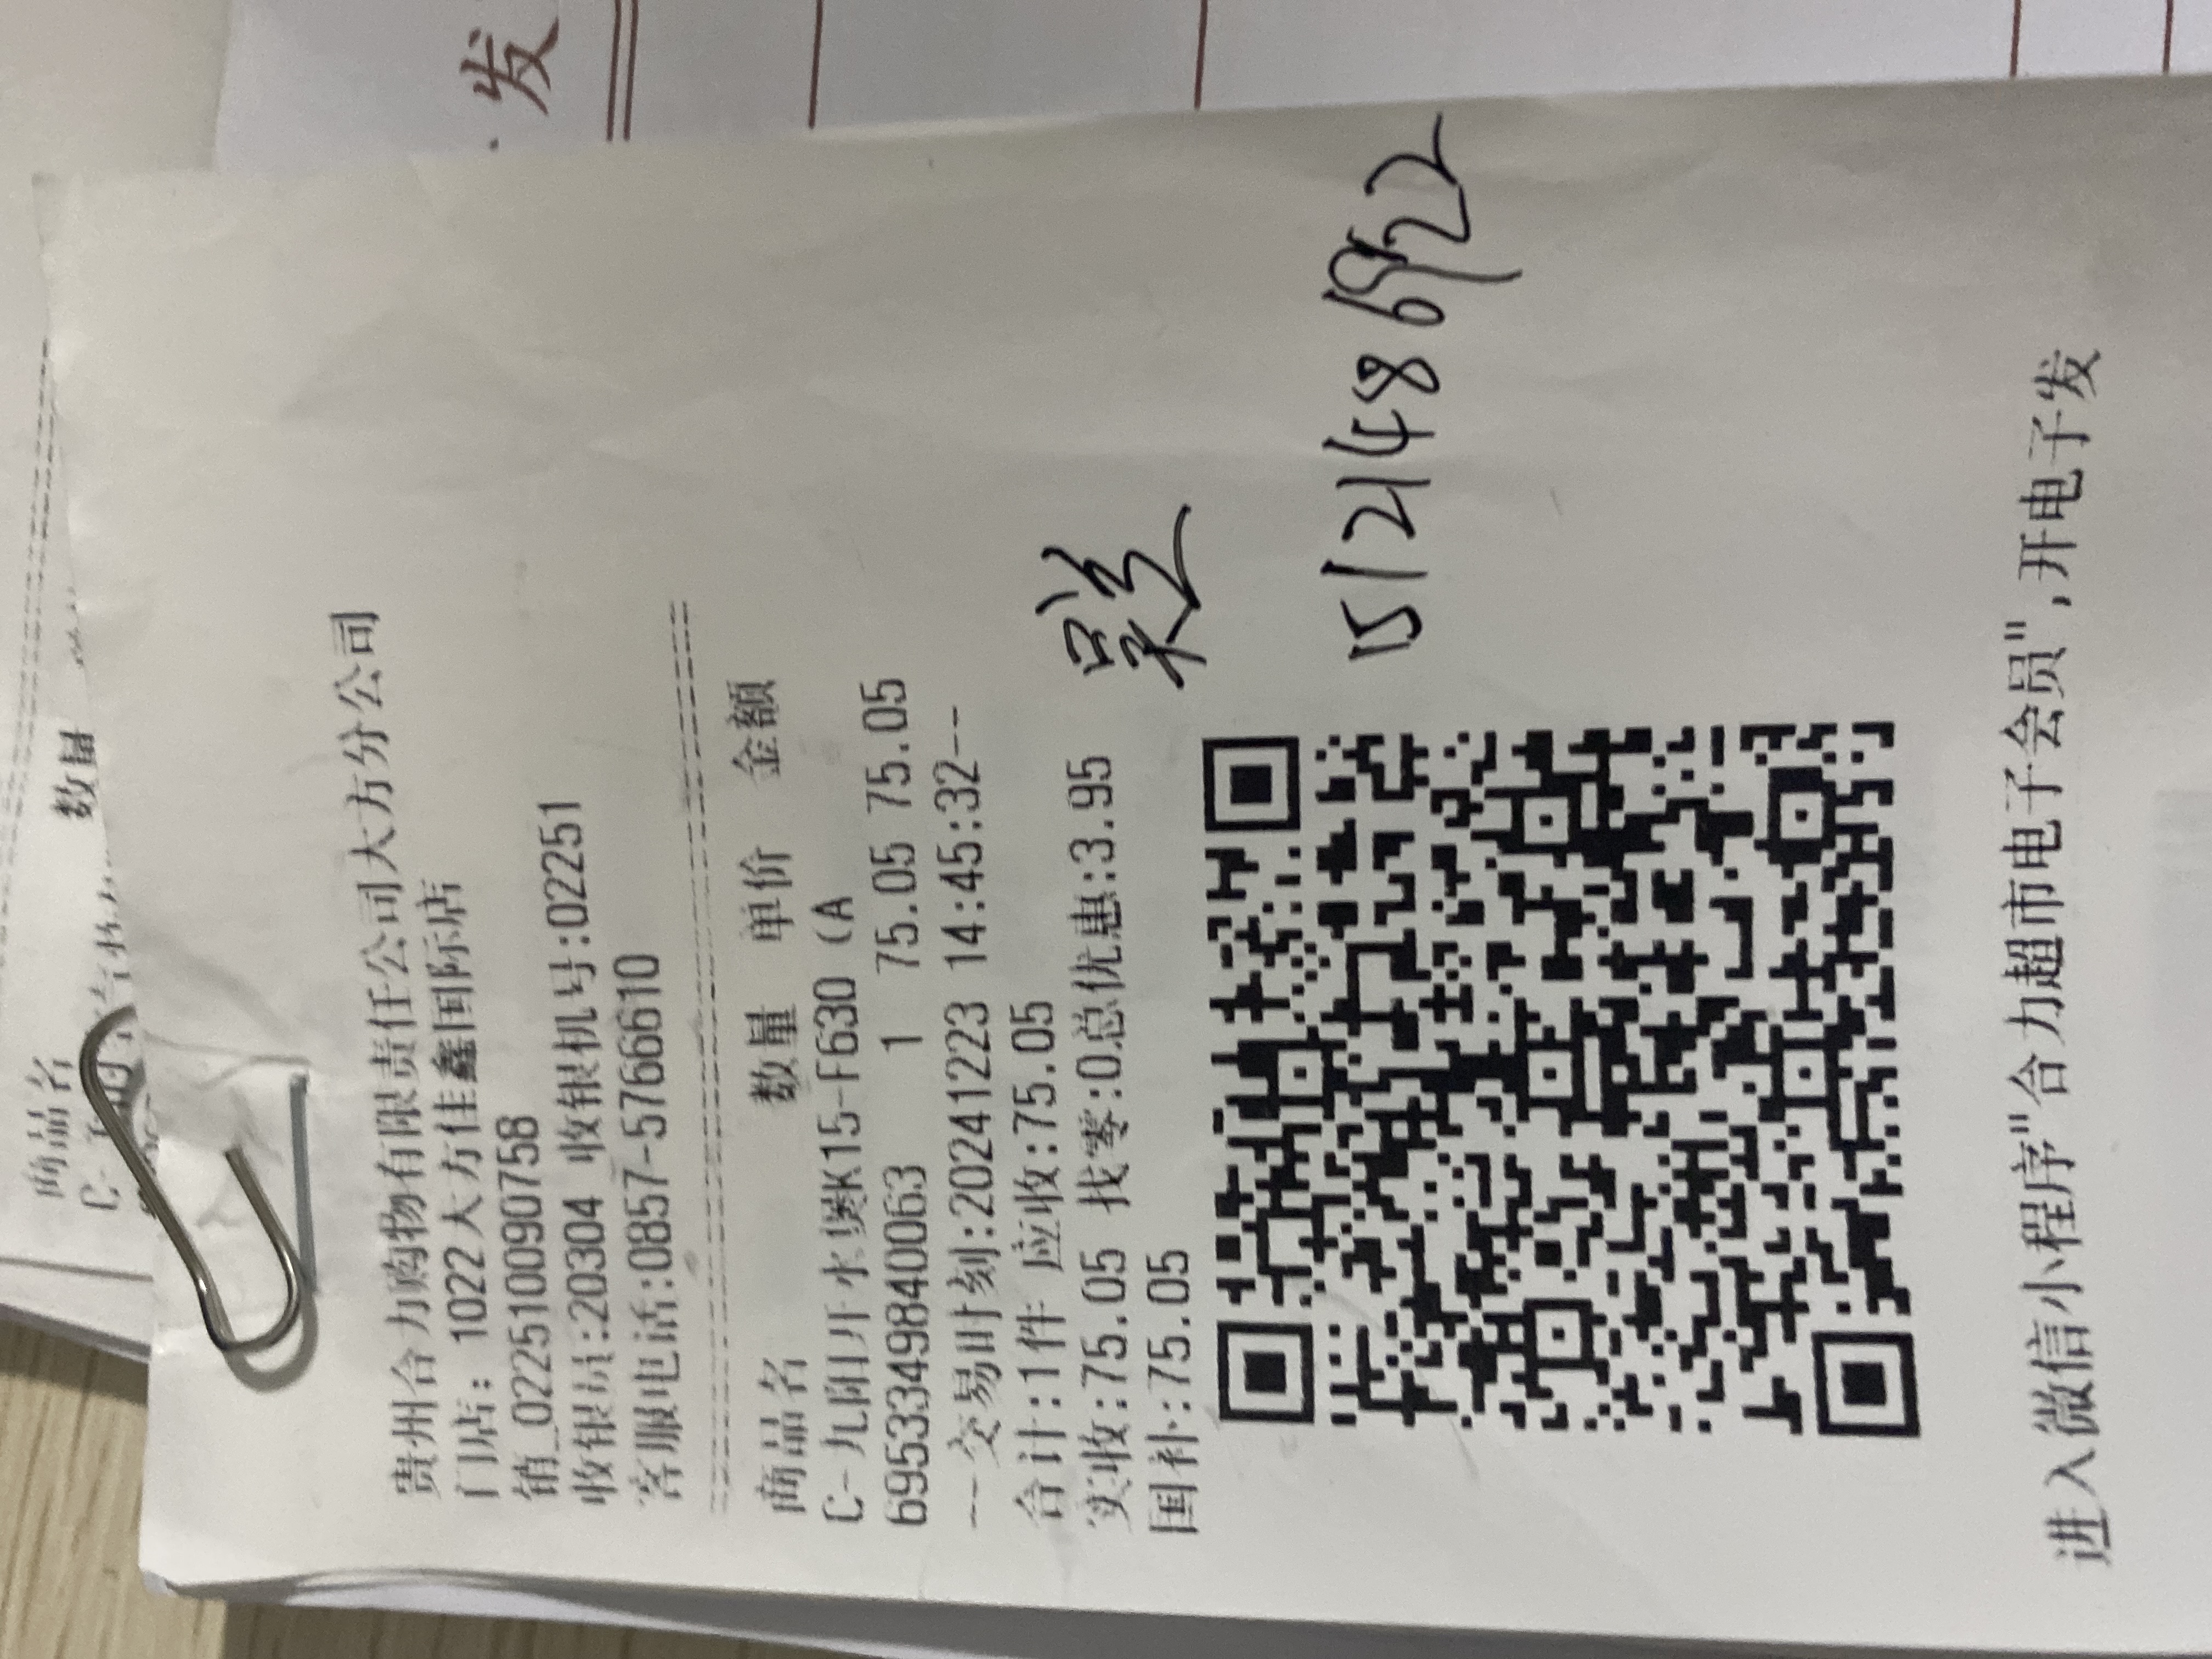 发
商品名 数量
C-
贵州合力购物有限责任公司大方分公司
门店: 1022大方佳鑫国际店
销_0225100990758
收银员:20304 收银机号:02251
客服电话:0857-5766610
商品名 数量 单价 金额
C-九阳开水煲K15-F630 (A
6953349840063 1 75.05 75.05
--交易时刻:20241223 14:45:32--
合计:1件 应收:75.05
实收:75.05 找零:0总优惠:3.95
国补:75.05
进入微信小程序"合力超市电子会员",开电子发